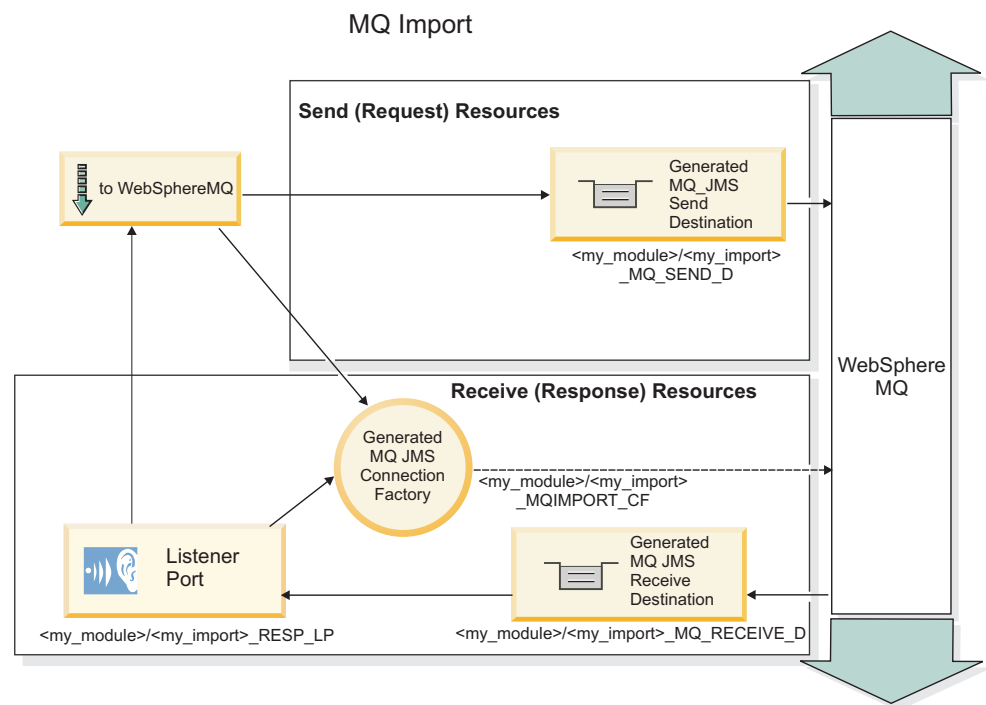 MQ Import
Send (Request) Resources
to WebSphereMQ
Generated
MQ_JMS
Send
Destination
<my_module>/<my_import>
_MQ_SEND_D
WebSphere
MQ
Receive (Response) Resources
Generated
MQ JMS
Connection
Factory
<my_module>/<my_import>
_MQIMPORT_CF
Listener
Port
<my_module>/<my_import>_RESP_LP
Generated
MQ JMS
Receive
Destination
<my_module>/<my_import>_MQ_RECEIVE_D